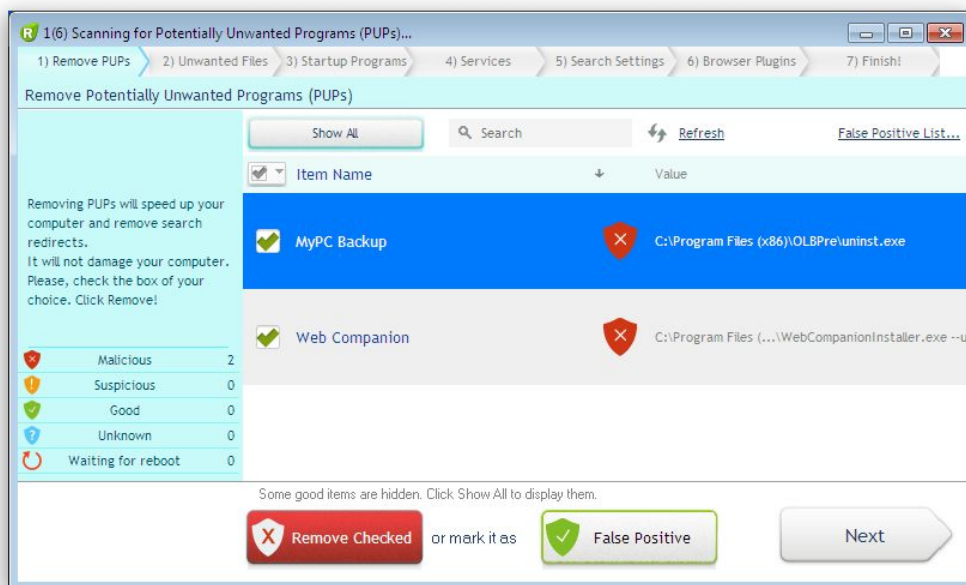 1(6) Scanning for Potentially Unwanted Programs (PUPs)...
1) Remove PUPs 2) Unwanted Files 3) Startup Programs 4) Services 5) Search Settings 6) Browser Plugins 7) Finish!
Remove Potentially Unwanted Programs (PUPs)
Show All Search Refresh False Positive List...
Item Name Value
Removing PUPs will speed up your
computer and remove search
redirects.
It will not damage your computer.
Please, check the box of your
choice. Click Remove!
MyPC Backup C:\Program Files (x86)\OLBPre\uninst.exe
Web Companion C:\Program Files (...\WebCompanionInstaller.exe --u
Malicious 2
Suspicious 0
Good 0
Unknown 0
Waiting for reboot 0
Some good items are hidden. Click Show All to display them.
Remove Checked or mark it as False Positive Next